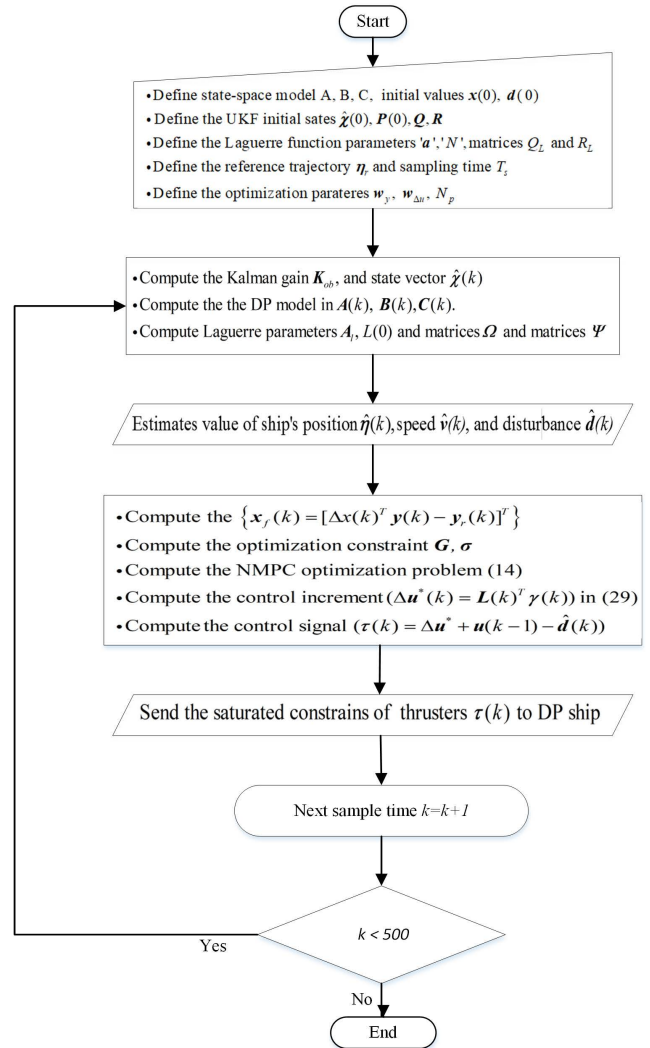 Start
•Define state-space model A, B, C, initial values x(0), d(0)
•Define the UKF initial sates χ̂(0), P(0), Q, R
•Define the Laguerre function parameters 'a','N', matrices Q_L and R_L
•Define the reference trajectory η_r and sampling time T_s
•Define the optimization parateres w_y, w_Δu, N_p
•Compute the Kalman gain K_ob, and state vector χ̂(k)
•Compute the the DP model in A(k), B(k), C(k).
•Compute Laguerre parameters A_l, L(0) and matrices Ω and matrices Ψ
Estimates value of ship's position η̂(k), speed v̂(k), and disturbance d̂(k)
•Compute the {x_f(k) = [Δx(k)^T y(k) − y_r(k)]^T}
•Compute the optimization constraint G, σ
•Compute the NMPC optimization problem (14)
•Compute the control increment (Δu*(k) = L(k)^T γ(k)) in (29)
•Compute the control signal (τ(k) = Δu* + u(k−1) − d̂(k))
Send the saturated constrains of thrusters τ(k) to DP ship
Next sample time k=k+1
k < 500
Yes
No
End